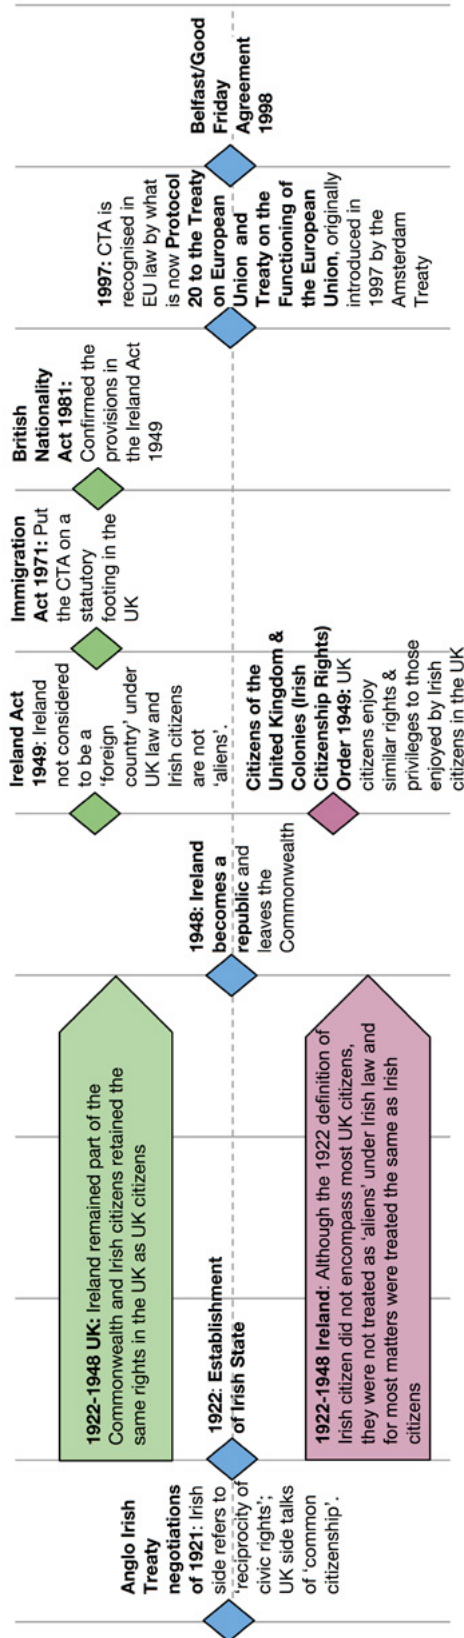 Anglo Irish
Treaty
negotiations
of 1921: Irish
side refers to
'reciprocity of
civic rights';
UK side talks
of 'common
citizenship'.
1922: Establishment
of Irish State
1922-1948 UK: Ireland remained part of the
Commonwealth and Irish citizens retained the
same rights in the UK as UK citizens
1922-1948 Ireland: Although the 1922 definition of
Irish citizen did not encompass most UK citizens,
they were not treated as 'aliens' under Irish law and
for most matters were treated the same as Irish
citizens
1948: Ireland
becomes a
republic and
leaves the
Commonwealth
Ireland Act
1949: Ireland
not considered
to be a
'foreign
country' under
UK law and
Irish citizens
are not
'aliens'.
Citizens of the
United Kingdom &
Colonies (Irish
Citizenship Rights)
Order 1949: UK
citizens enjoy
similar rights &
privileges to those
enjoyed by Irish
citizens in the UK
Immigration
Act 1971: Put
the CTA on a
statutory
footing in the
UK
British
Nationality
Act 1981:
Confirmed the
provisions in
the Ireland Act
1949
1997: CTA is
recognised in
EU law by what
is now Protocol
20 to the Treaty
on European
Union and
Treaty on the
Functioning of
the European
Union, originally
introduced in
1997 by the
Amsterdam
Treaty
Belfast/Good
Friday
Agreement
1998